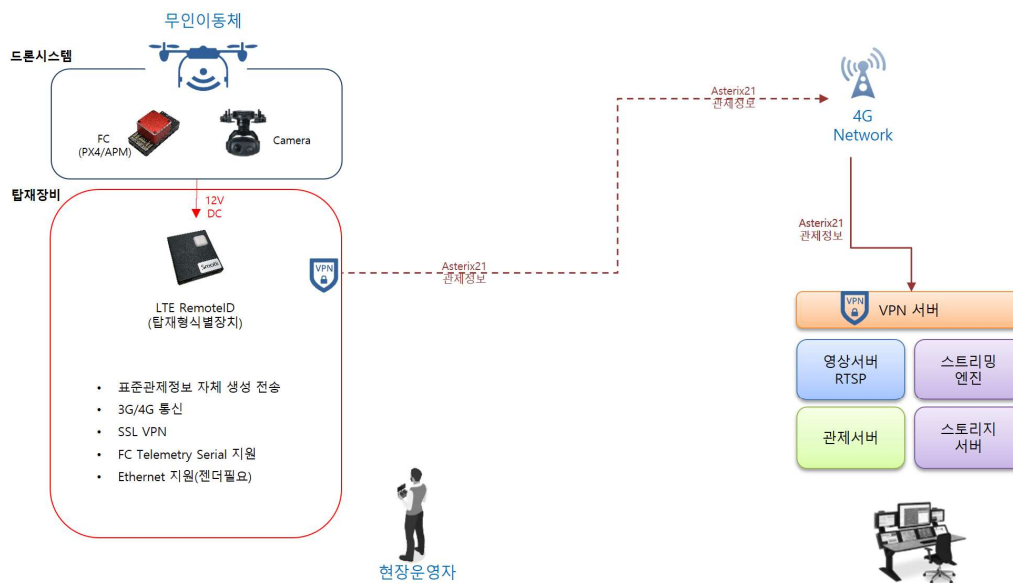 무인이동체
드론시스템
FC
(PX4/APM)
Camera
탑재장비
12V
DC
Smatii
LTE RemoteID
(탑재형식별장치)
VPN
• 표준관제정보 자체 생성 전송
• 3G/4G 통신
• SSL VPN
• FC Telemetry Serial 지원
• Ethernet 지원(젠더필요)
Asterix21
관제정보
Asterix21
관제정보
4G
Network
Asterix21
관제정보
VPN
VPN 서버
영상서버
RTSP
스트리밍
엔진
관제서버
스토리지
서버
현장운영자